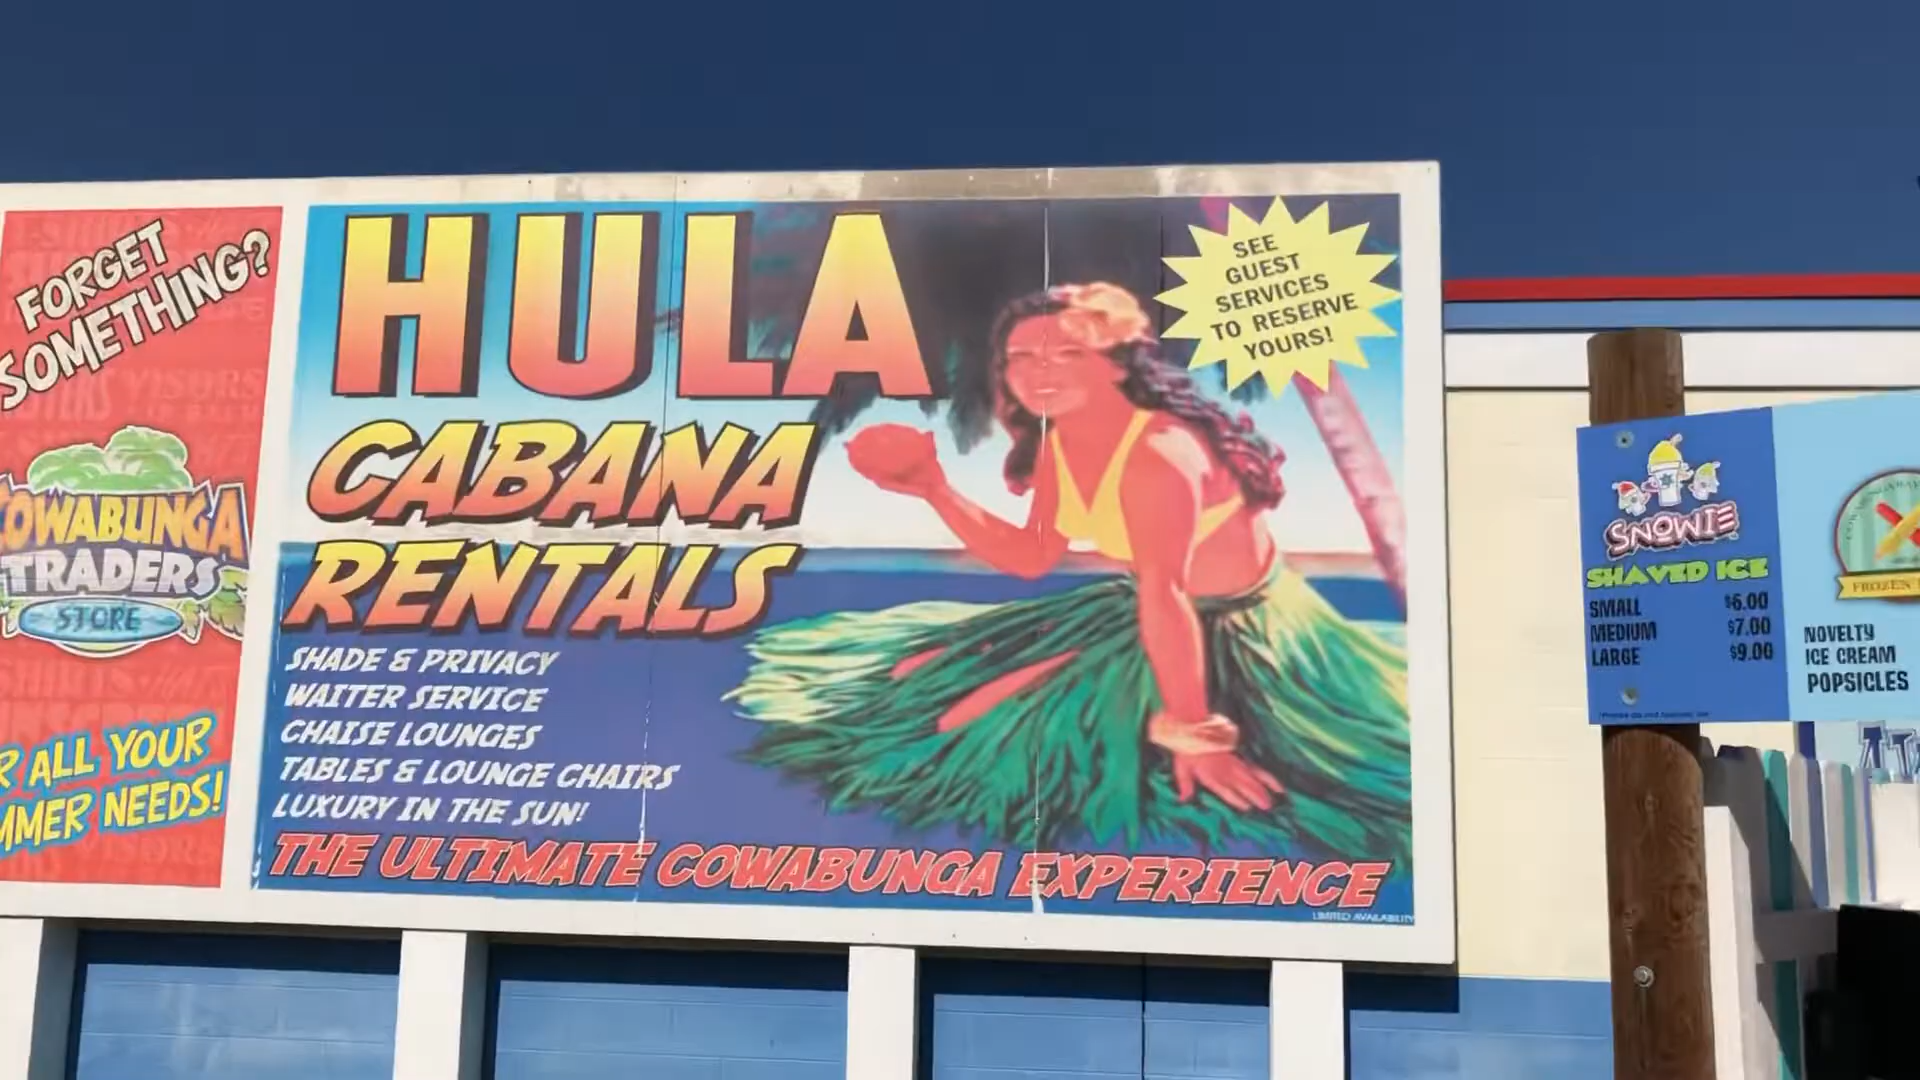 FORGET
SOMETHING?
COWABUNGA
TRADERS
STORE
ALL YOUR
NEEDS!
HULA
CABANA
RENTALS
SHADE & PRIVACY
WAITER SERVICE
CHAISE LOUNGES
TABLES & LOUNGE CHAIRS
LUXURY IN THE SUN!
THE ULTIMATE COWABUNGA EXPERIENCE
LIMITED AVAILABILITY
SEE
GUEST
SERVICES
TO RESERVE
YOURS!
SNOWIE
SHAVED ICE
SMALL $6.00
MEDIUM $7.00
LARGE $9.00
FROZEN
NOVELTY
ICE CREAM
POPSICLES